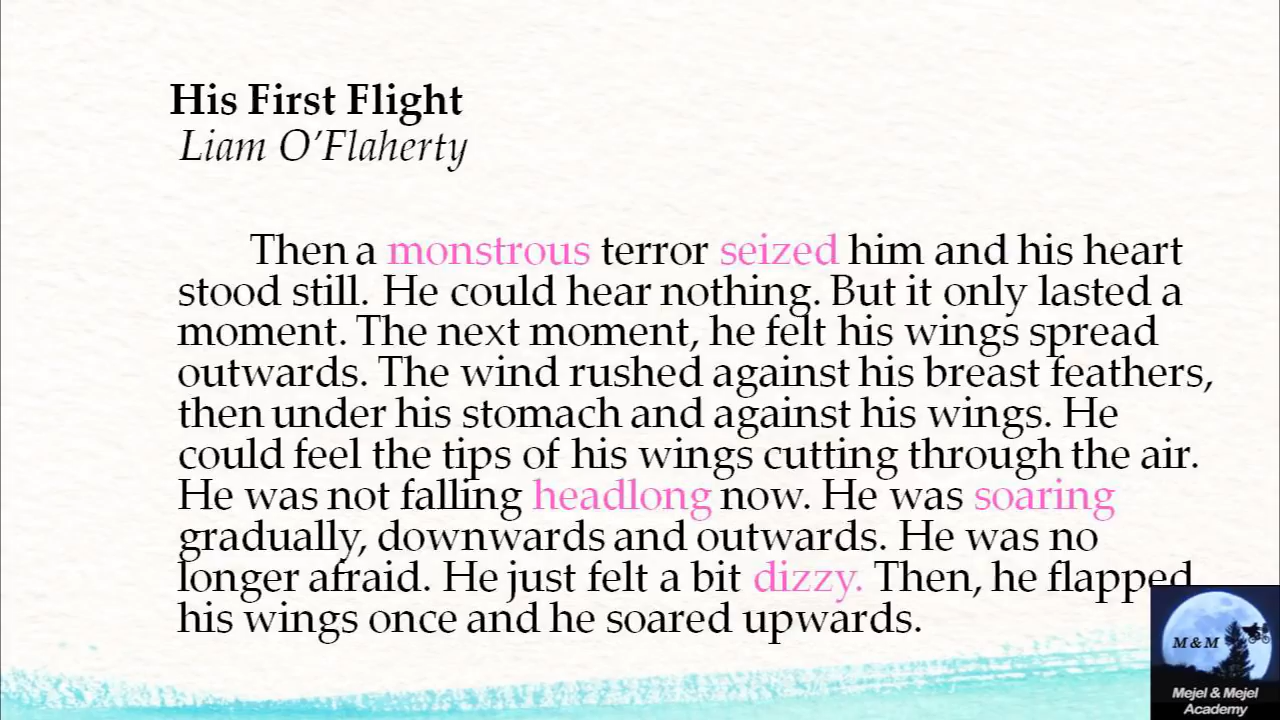 His First Flight
Liam O’Flaherty
Then a monstrous terror seized him and his heart
stood still. He could hear nothing. But it only lasted a
moment. The next moment, he felt his wings spread
outwards. The wind rushed against his breast feathers,
then under his stomach and against his wings. He
could feel the tips of his wings cutting through the air.
He was not falling headlong now. He was soaring
gradually, downwards and outwards. He was no
longer afraid. He just felt a bit dizzy. Then, he flapped
his wings once and he soared upwards.
M & M
Mejel & Mejel
Academy